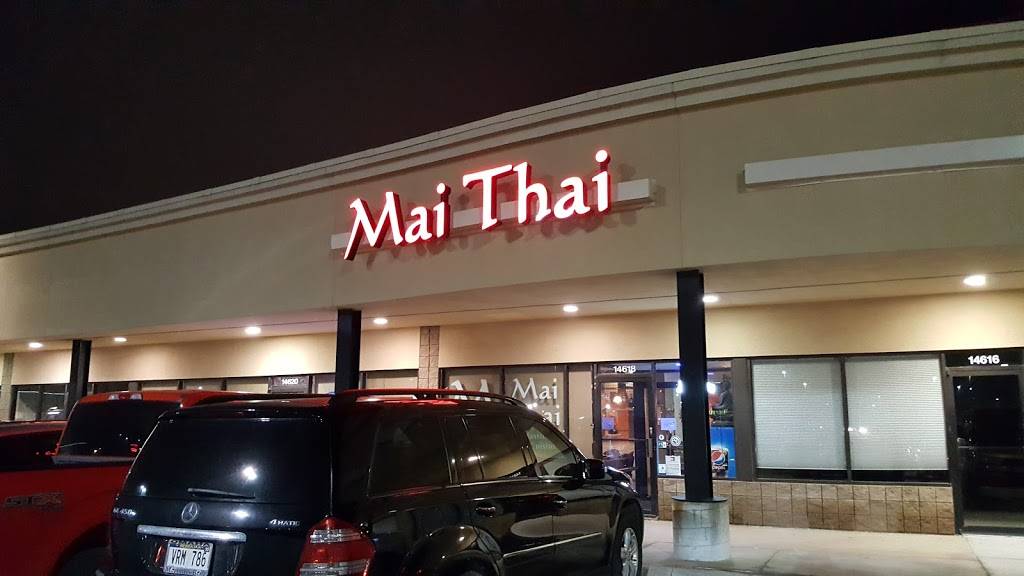 Mai Thai
14616
14618
14620
Mai
4MATIC
VRM 786